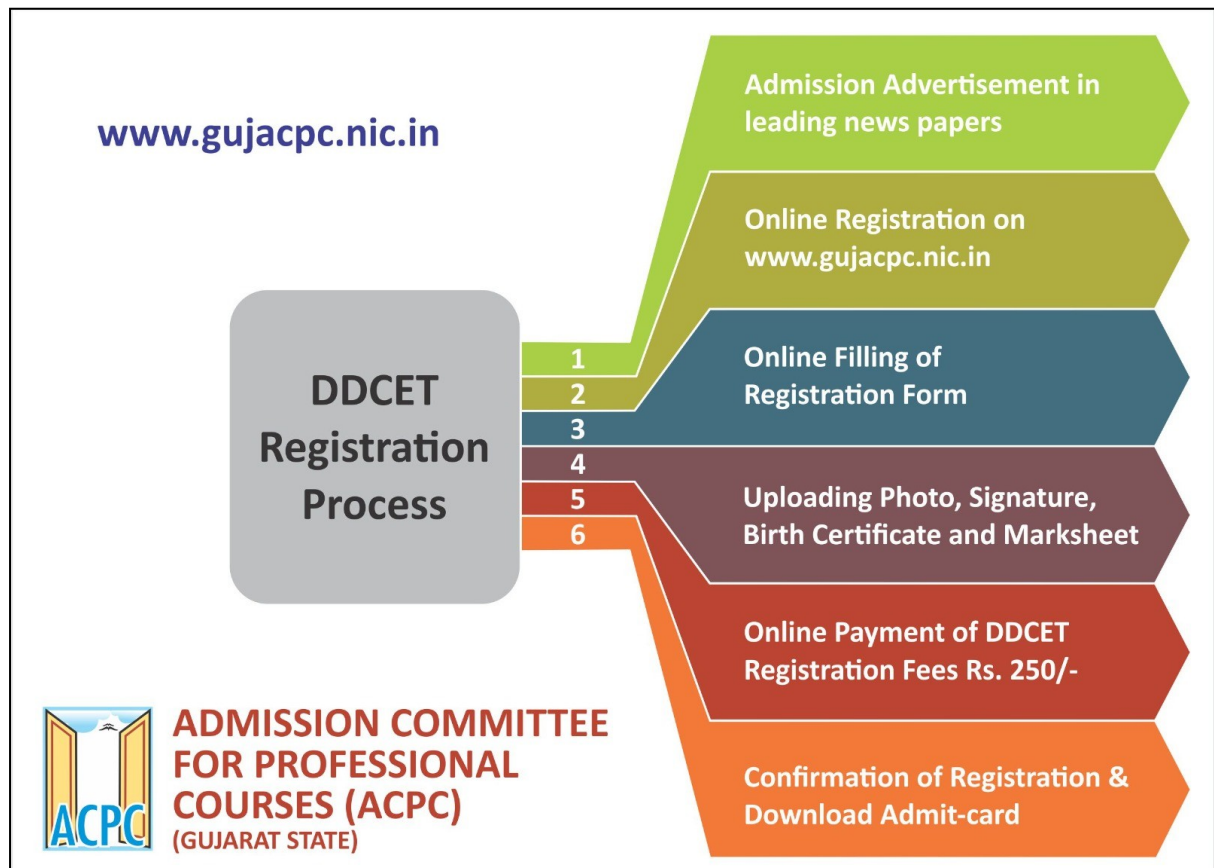 www.gujacpc.nic.in
DDCET
Registration
Process
1
Admission Advertisement in
leading news papers
2
Online Registration on
www.gujacpc.nic.in
3
Online Filling of
Registration Form
4
Uploading Photo, Signature,
Birth Certificate and Marksheet
5
Online Payment of DDCET
Registration Fees Rs. 250/-
6
Confirmation of Registration &
Download Admit-card
ACPC
ADMISSION COMMITTEE
FOR PROFESSIONAL
COURSES (ACPC)
(GUJARAT STATE)